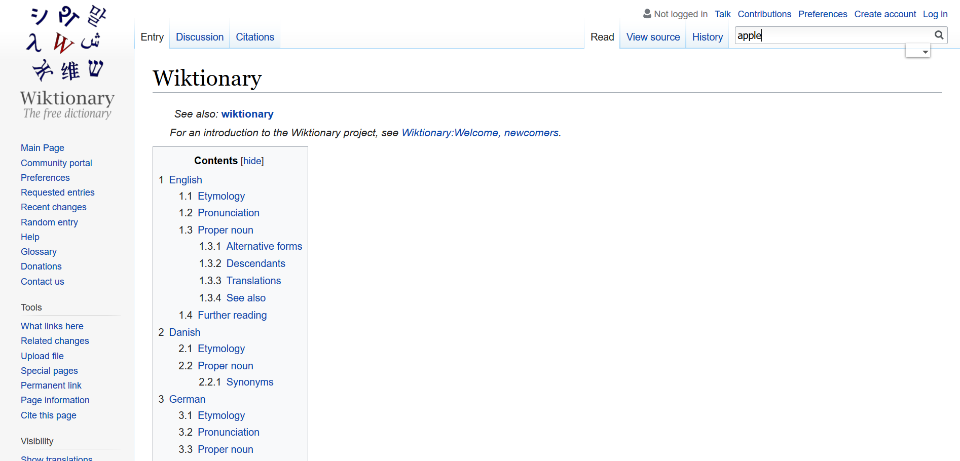 Not logged in Talk Contributions Preferences Create account Log in
Entry Discussion Citations Read View source History apple
Wiktionary
The free dictionary
Main Page
Community portal
Preferences
Requested entries
Recent changes
Random entry
Help
Glossary
Donations
Contact us
Tools
What links here
Related changes
Upload file
Special pages
Permanent link
Page information
Cite this page
Visibility
Show translations
Wiktionary
See also: wiktionary
For an introduction to the Wiktionary project, see Wiktionary:Welcome, newcomers.
Contents [hide]
1 English
1.1 Etymology
1.2 Pronunciation
1.3 Proper noun
1.3.1 Alternative forms
1.3.2 Descendants
1.3.3 Translations
1.3.4 See also
1.4 Further reading
2 Danish
2.1 Etymology
2.2 Proper noun
2.2.1 Synonyms
3 German
3.1 Etymology
3.2 Pronunciation
3.3 Proper noun